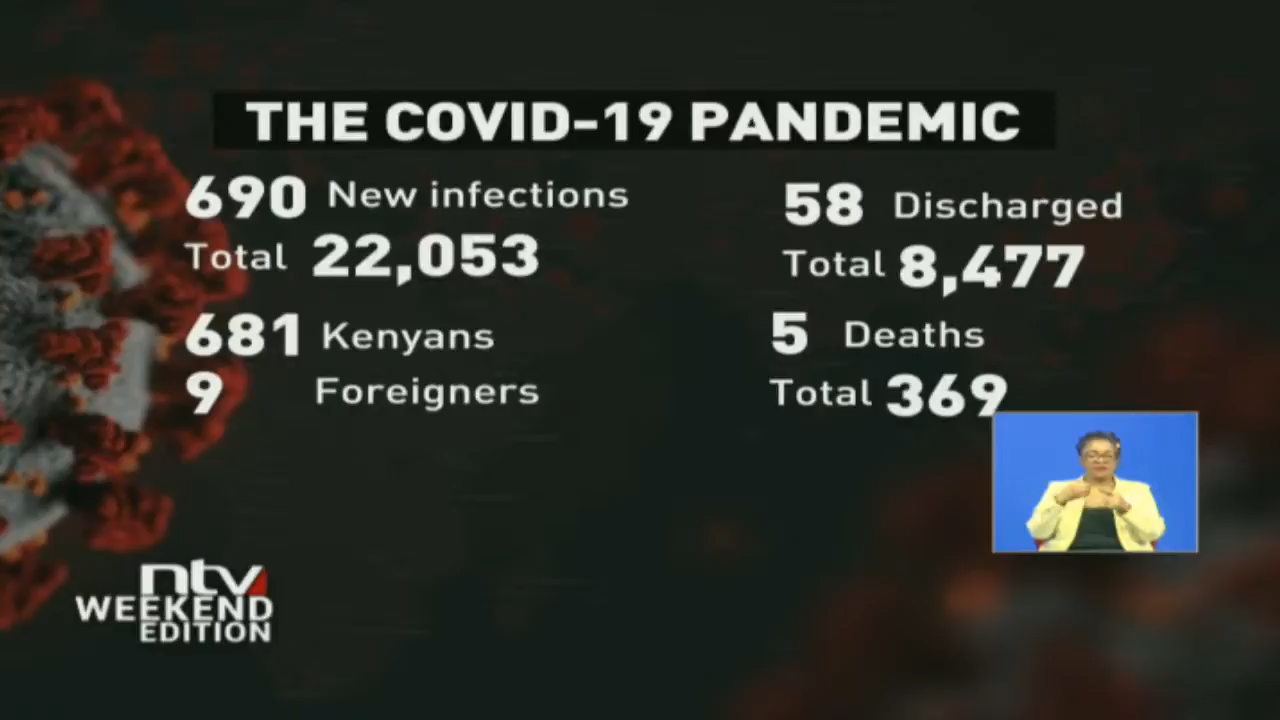 THE COVID-19 PANDEMIC
690 New infections
Total 22,053
681 Kenyans
9 Foreigners
58 Discharged
Total 8,477
5 Deaths
Total 369
ntv
WEEKEND
EDITION